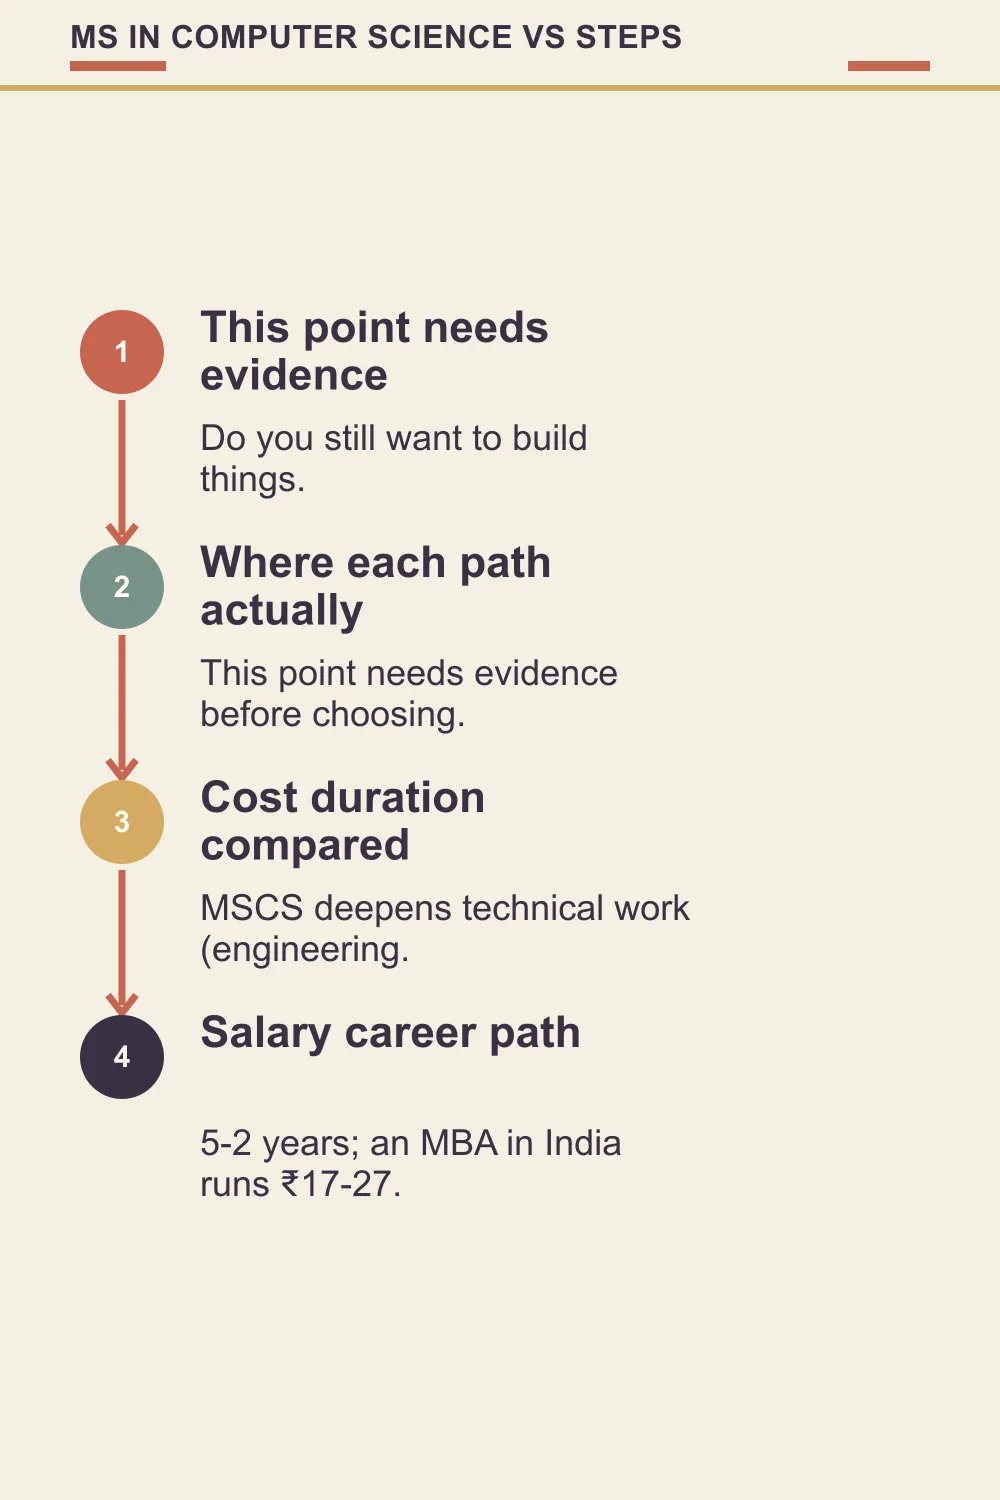 MS IN COMPUTER SCIENCE VS STEPS
1
This point needs
evidence
Do you still want to build
things.
2
Where each path
actually
This point needs evidence
before choosing.
3
Cost duration
compared
MSCS deepens technical work
(engineering.
4
Salary career path
5-2 years; an MBA in India
runs ₹17-27.